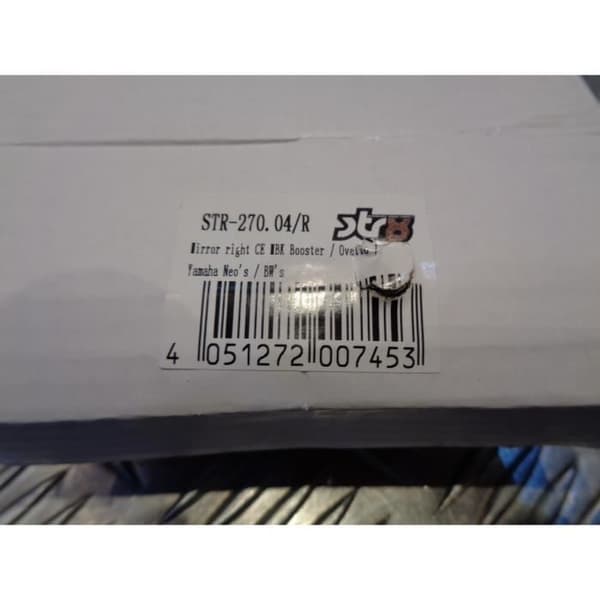 STR-270.04/R str8
Mirror right CE MBK Booster / Ovetto /
Yamaha Neo's / BW's
4 051272 007453